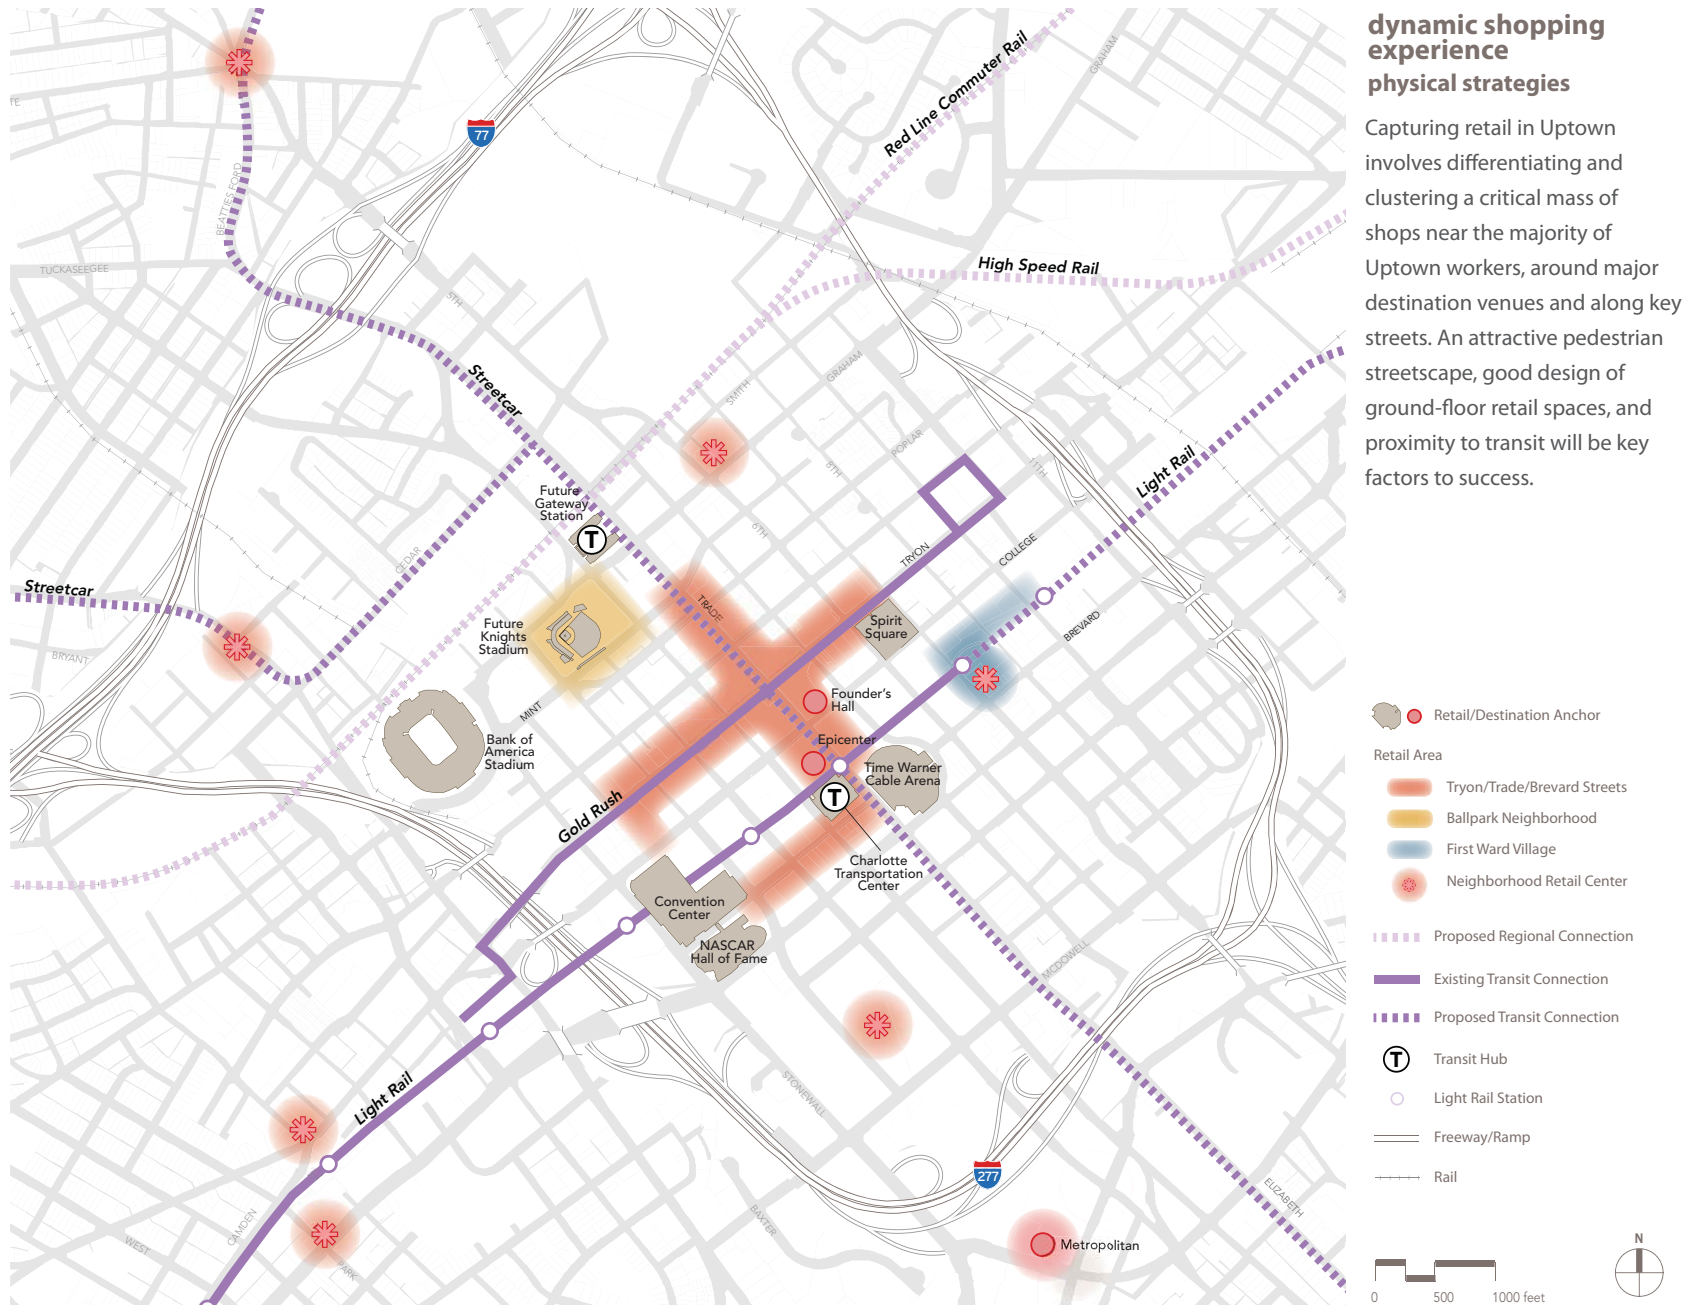 dynamic shopping
experience
physical strategies
Capturing retail in Uptown
involves differentiating and
clustering a critical mass of
shops near the majority of
Uptown workers, around major
destination venues and along key
streets. An attractive pedestrian
streetscape, good design of
ground-floor retail spaces, and
proximity to transit will be key
factors to success.
Red Line Commuter Rail
GRAHAM
77
TE
BEATTIES FORD
TUCKASEEGEE
5TH
High Speed Rail
Streetcar
SMITH
GRAHAM
POPLAR
8TH
11TH
Light Rail
Future
Gateway
Station
T
6TH
CEDAR
TRYON
COLLEGE
BREVARD
Streetcar
TRADE
Spirit
Square
Future
Knights
Stadium
BRYANT
MINT
Founder's
Hall
Bank of
America
Stadium
Epicenter
Time Warner
Cable Arena
T
Gold Rush
Charlotte
Transportation
Center
Convention
Center
NASCAR
Hall of Fame
MCDOWELL
STONEWALL
Light Rail
277
ELIZABETH
CAMDEN
WEST
PARK
BAXTER
Metropolitan
Retail/Destination Anchor
Retail Area
Tryon/Trade/Brevard Streets
Ballpark Neighborhood
First Ward Village
Neighborhood Retail Center
Proposed Regional Connection
Existing Transit Connection
Proposed Transit Connection
T Transit Hub
Light Rail Station
Freeway/Ramp
Rail
N
0 500 1000 feet